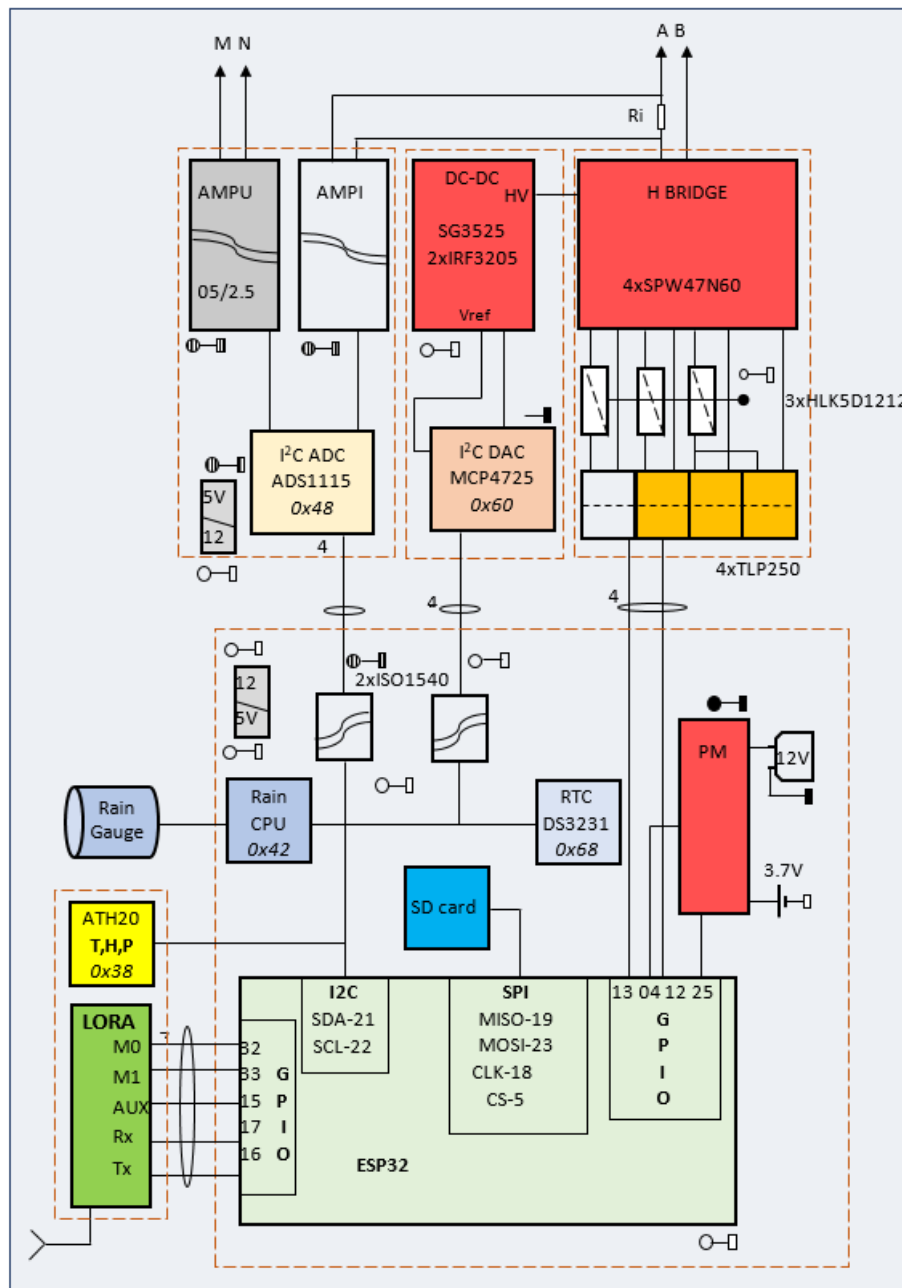 M N
A B
Ri
AMPU
05/2.5
AMPI
DC-DC
HV
SG3525
2xIRF3205
Vref
H BRIDGE
4xSPW47N60
3xHLK5D1212
I²C ADC
ADS1115
0x48
4
5V
12
I²C DAC
MCP4725
0x60
4xTLP250
4
4
12
5V
2xISO1540
PM
12V
3.7V
Rain
Gauge
Rain
CPU
0x42
RTC
DS3231
0x68
SD card
ATH20
T,H,P
0x38
LORA
M0
M1
AUX
Rx
Tx
32
33
15
17
16
G
P
I
O
I2C
SDA-21
SCL-22
SPI
MISO-19
MOSI-23
CLK-18
CS-5
13 04 12 25
G
P
I
O
ESP32